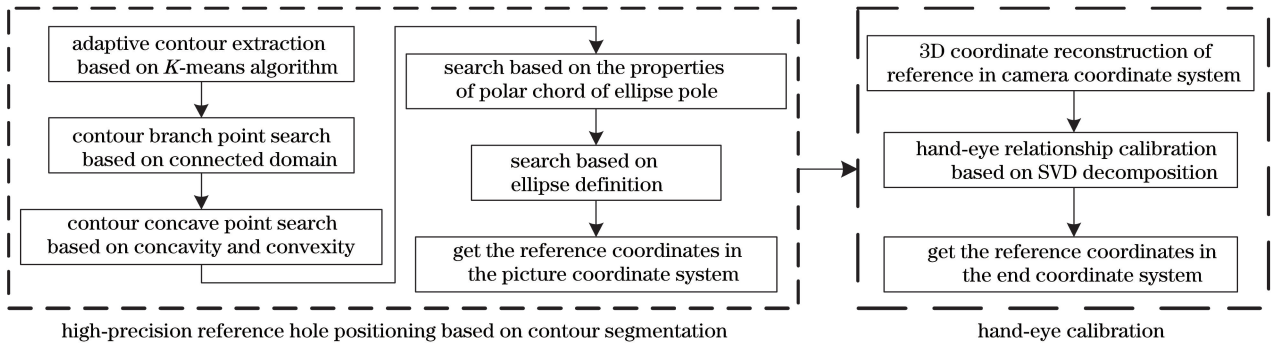 adaptive contour extraction
based on K-means algorithm
contour branch point search
based on connected domain
contour concave point search
based on concavity and convexity
search based on the properties
of polar chord of ellipse pole
search based on
ellipse definition
get the reference coordinates in
the picture coordinate system
high-precision reference hole positioning based on contour segmentation
3D coordinate reconstruction of
reference in camera coordinate system
hand-eye relationship calibration
based on SVD decomposition
get the reference coordinates in
the end coordinate system
hand-eye calibration